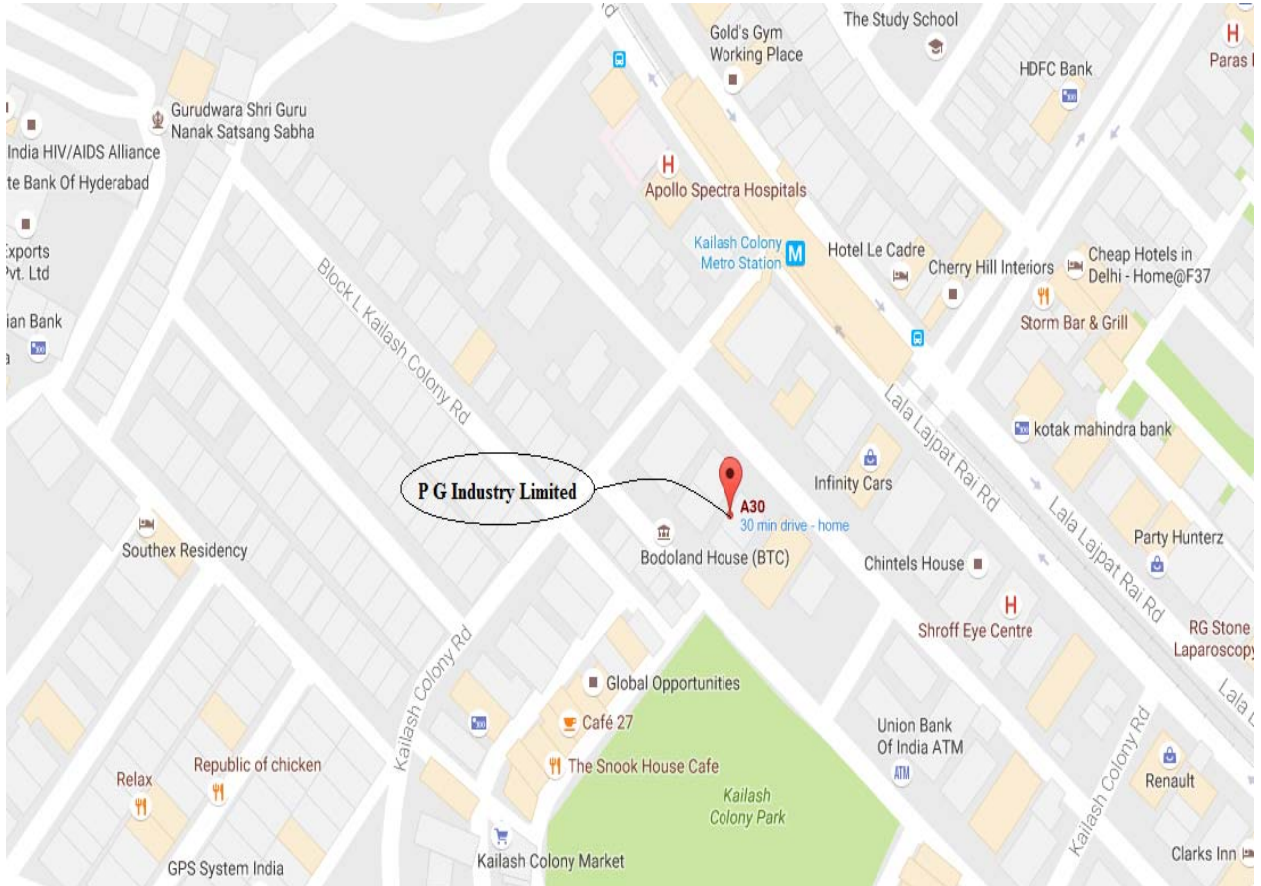 Rd
Gold's Gym
Working Place
The Study School
HDFC Bank
H
Paras
Gurudwara Shri Guru
Nanak Satsang Sabha
India HIV/AIDS Alliance
te Bank Of Hyderabad
H
Apollo Spectra Hospitals
Exports
Pvt. Ltd
Kailash Colony
Metro Station
M
Hotel Le Cadre
Cherry Hill Interiors
Cheap Hotels in
Delhi - Home@F37
Storm Bar & Grill
ian Bank
a
Block L Kailash Colony Rd
Lala Lajpat Rai Rd
kotak mahindra bank
P G Industry Limited
Infinity Cars
A30
30 min drive - home
Southex Residency
Bodoland House (BTC)
Chintels House
Lala Lajpat Rai Rd
Party Hunterz
H
Shroff Eye Centre
RG Stone
Laparoscopy
Kailash Colony Rd
Global Opportunities
Lala L
Café 27
Union Bank
Of India ATM
ATM
The Snook House Cafe
Relax
Republic of chicken
Kailash
Colony Park
Kailash Colony Rd
Renault
GPS System India
Kailash Colony Market
Clarks Inn